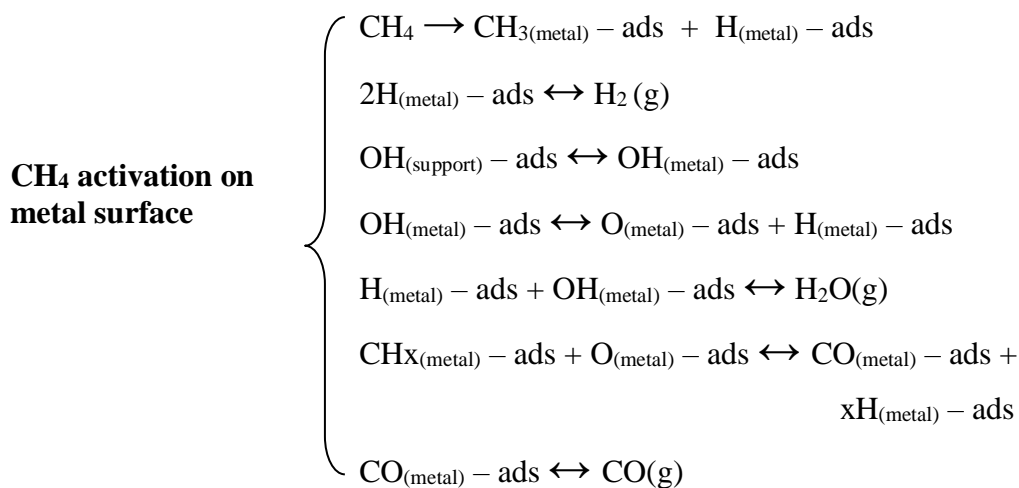 CH₄ → CH₃(metal) – ads + H(metal) – ads
2H(metal) – ads ↔ H₂ (g)
OH(support) – ads ↔ OH(metal) – ads
CH₄ activation on
metal surface
OH(metal) – ads ↔ O(metal) – ads + H(metal) – ads
H(metal) – ads + OH(metal) – ads ↔ H₂O(g)
CHx(metal) – ads + O(metal) – ads ↔ CO(metal) – ads +
xH(metal) – ads
CO(metal) – ads ↔ CO(g)